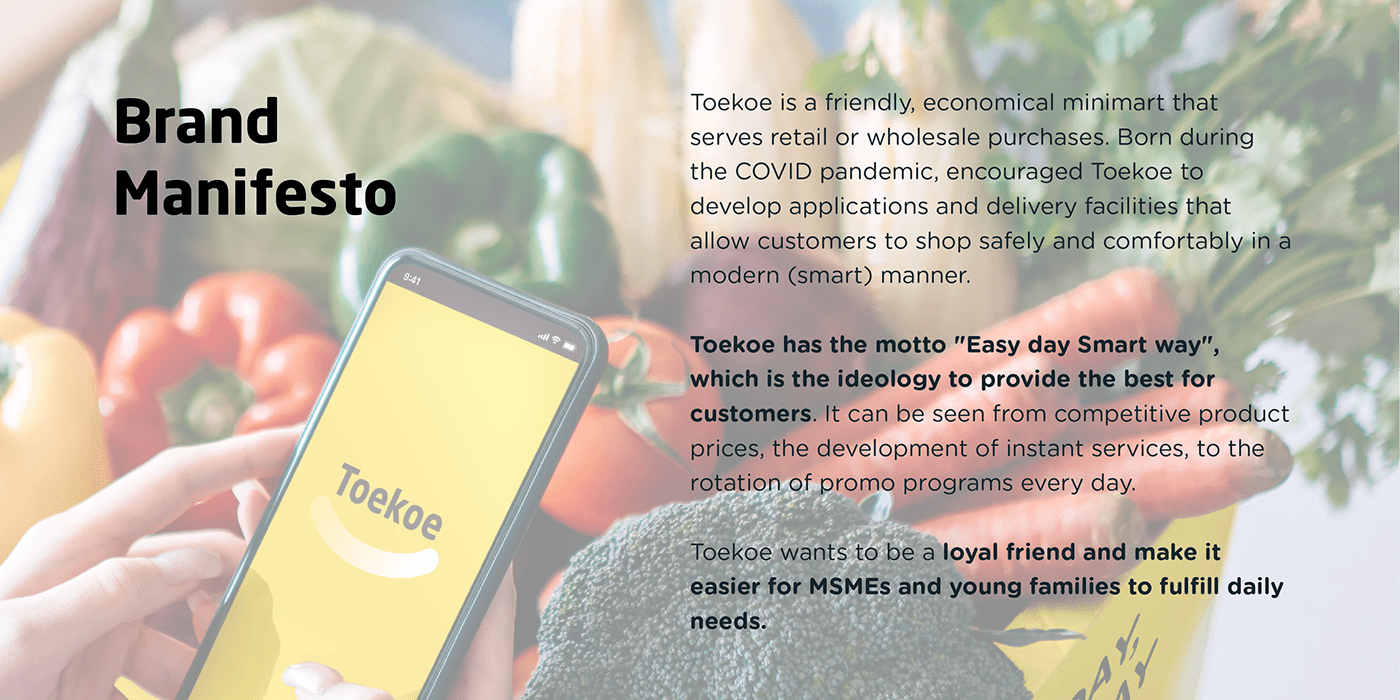 Brand
Manifesto
Toekoe is a friendly, economical minimart that
serves retail or wholesale purchases. Born during
the COVID pandemic, encouraged Toekoe to
develop applications and delivery facilities that
allow customers to shop safely and comfortably in a
modern (smart) manner.
Toekoe has the motto "Easy day Smart way",
which is the ideology to provide the best for
customers. It can be seen from competitive product
prices, the development of instant services, to the
rotation of promo programs every day.
Toekoe wants to be a loyal friend and make it
easier for MSMEs and young families to fulfill daily
needs.
9:41
Toekoe